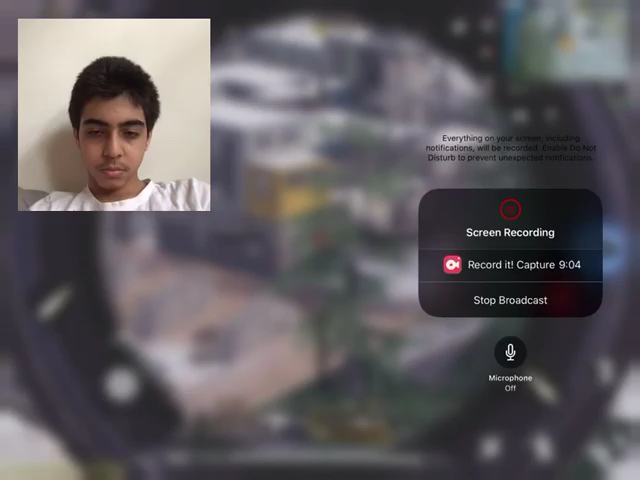 Everything on your screen, including
notifications, will be recorded. Enable Do Not
Disturb to prevent unexpected notifications.
Screen Recording
Record it! Capture 9:04
Stop Broadcast
Microphone
Off